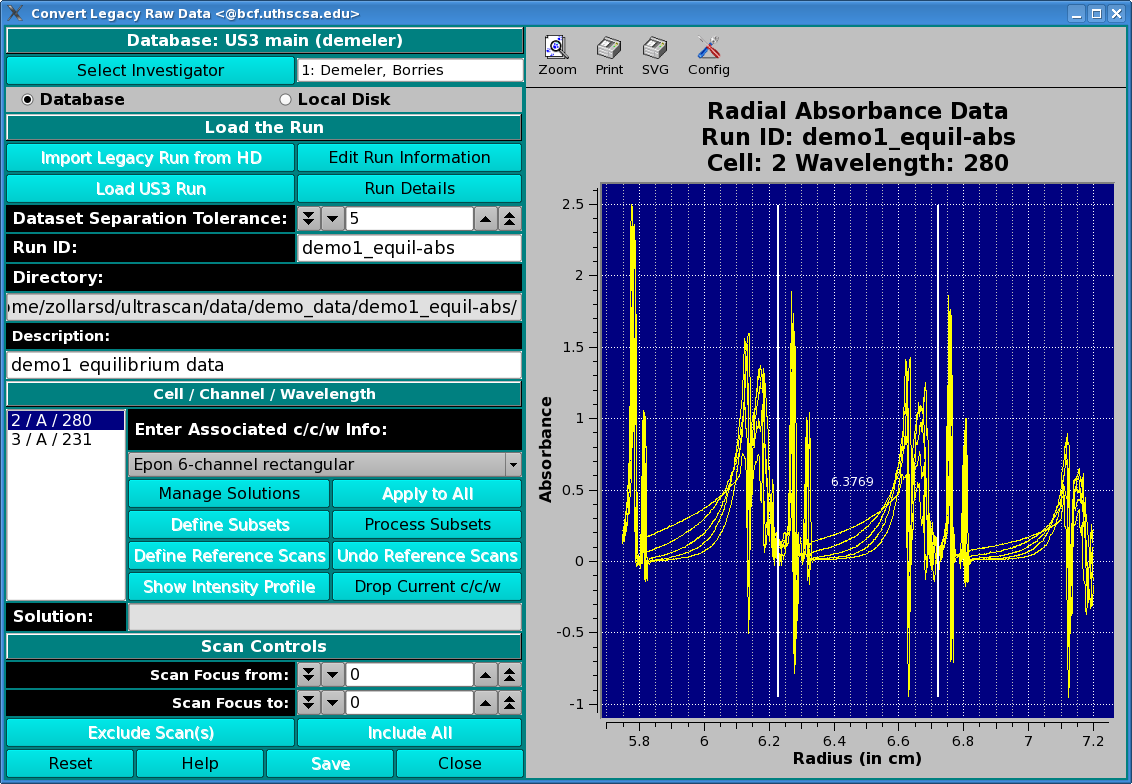 Convert Legacy Raw Data <@bcf.uthscsa.edu>
Database: US3 main (demeler)
Select Investigator
1: Demeler, Borries
Database
Local Disk
Load the Run
Import Legacy Run from HD
Edit Run Information
Load US3 Run
Run Details
Dataset Separation Tolerance:
5
Run ID:
demo1_equil-abs
Directory:
ome/zollarsd/ultrascan/data/demo_data/demo1_equil-abs/
Description:
demo1 equilibrium data
Cell / Channel / Wavelength
2 / A / 280
3 / A / 231
Enter Associated c/c/w Info:
Epon 6-channel rectangular
Manage Solutions
Apply to All
Define Subsets
Process Subsets
Define Reference Scans
Undo Reference Scans
Show Intensity Profile
Drop Current c/c/w
Solution:
Scan Controls
Scan Focus from:
0
Scan Focus to:
0
Exclude Scan(s)
Include All
Reset
Help
Save
Close
Zoom
Print
SVG
Config
Radial Absorbance Data
Run ID: demo1_equil-abs
Cell: 2 Wavelength: 280
Absorbance
2.5
2
1.5
1
0.5
0
-0.5
-1
6.3769
5.8
6
6.2
6.4
6.6
6.8
7
7.2
Radius (in cm)